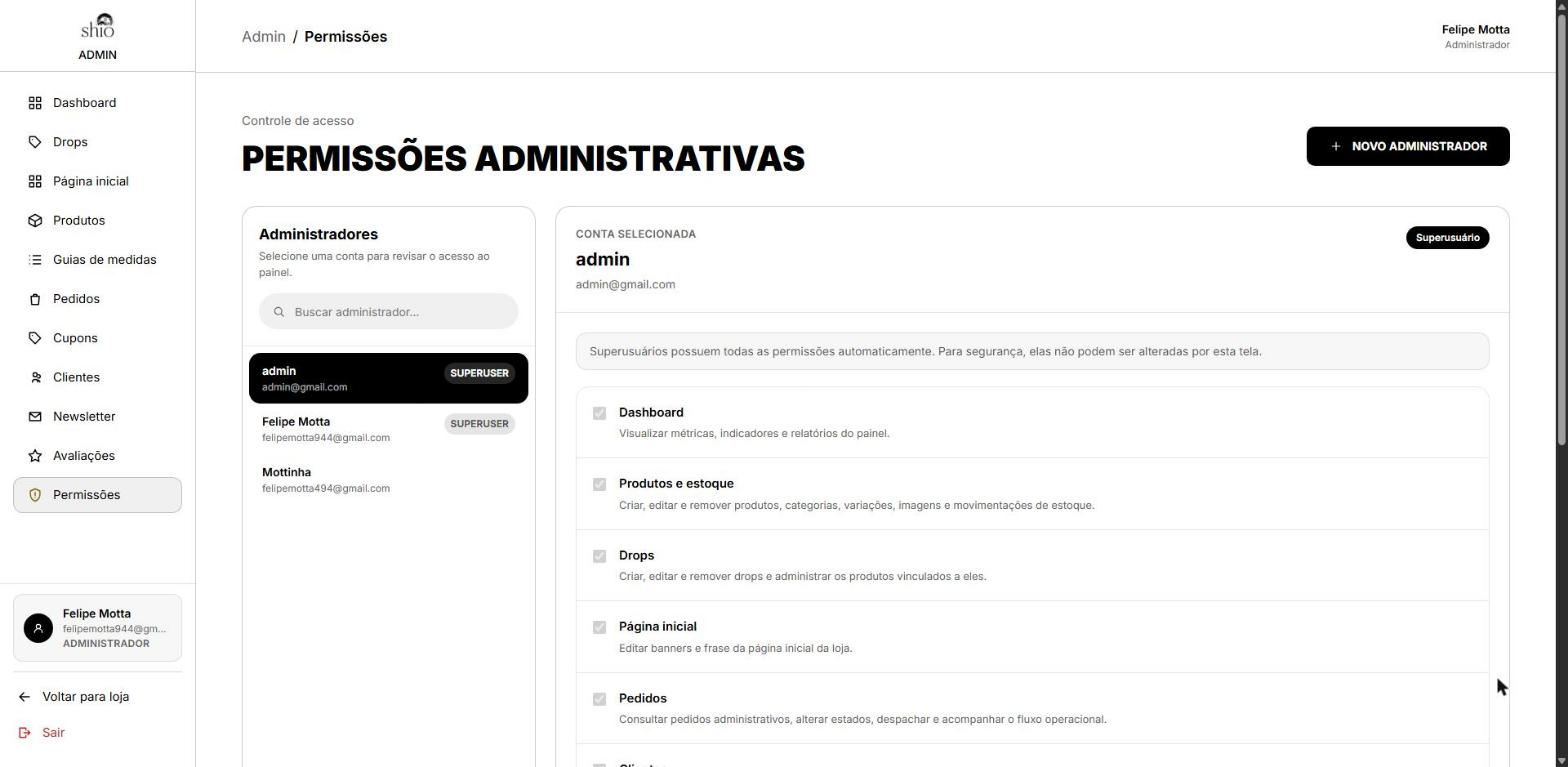 shio
ADMIN
Dashboard
Drops
Página inicial
Produtos
Guias de medidas
Pedidos
Cupons
Clientes
Newsletter
Avaliações
Permissões
Felipe Motta
felipemotta944@gm...
ADMINISTRADOR
Voltar para loja
Sair
Admin / Permissões
Felipe Motta
Administrador
Controle de acesso
PERMISSÕES ADMINISTRATIVAS
+ NOVO ADMINISTRADOR
Administradores
Selecione uma conta para revisar o acesso ao
painel.
Buscar administrador...
admin
SUPERUSER
admin@gmail.com
Felipe Motta
SUPERUSER
felipemotta944@gmail.com
Mottinha
felipemotta494@gmail.com
CONTA SELECIONADA
Superusuário
admin
admin@gmail.com
Superusuários possuem todas as permissões automaticamente. Para segurança, elas não podem ser alteradas por esta tela.
Dashboard
Visualizar métricas, indicadores e relatórios do painel.
Produtos e estoque
Criar, editar e remover produtos, categorias, variações, imagens e movimentações de estoque.
Drops
Criar, editar e remover drops e administrar os produtos vinculados a eles.
Página inicial
Editar banners e frase da página inicial da loja.
Pedidos
Consultar pedidos administrativos, alterar estados, despachar e acompanhar o fluxo operacional.